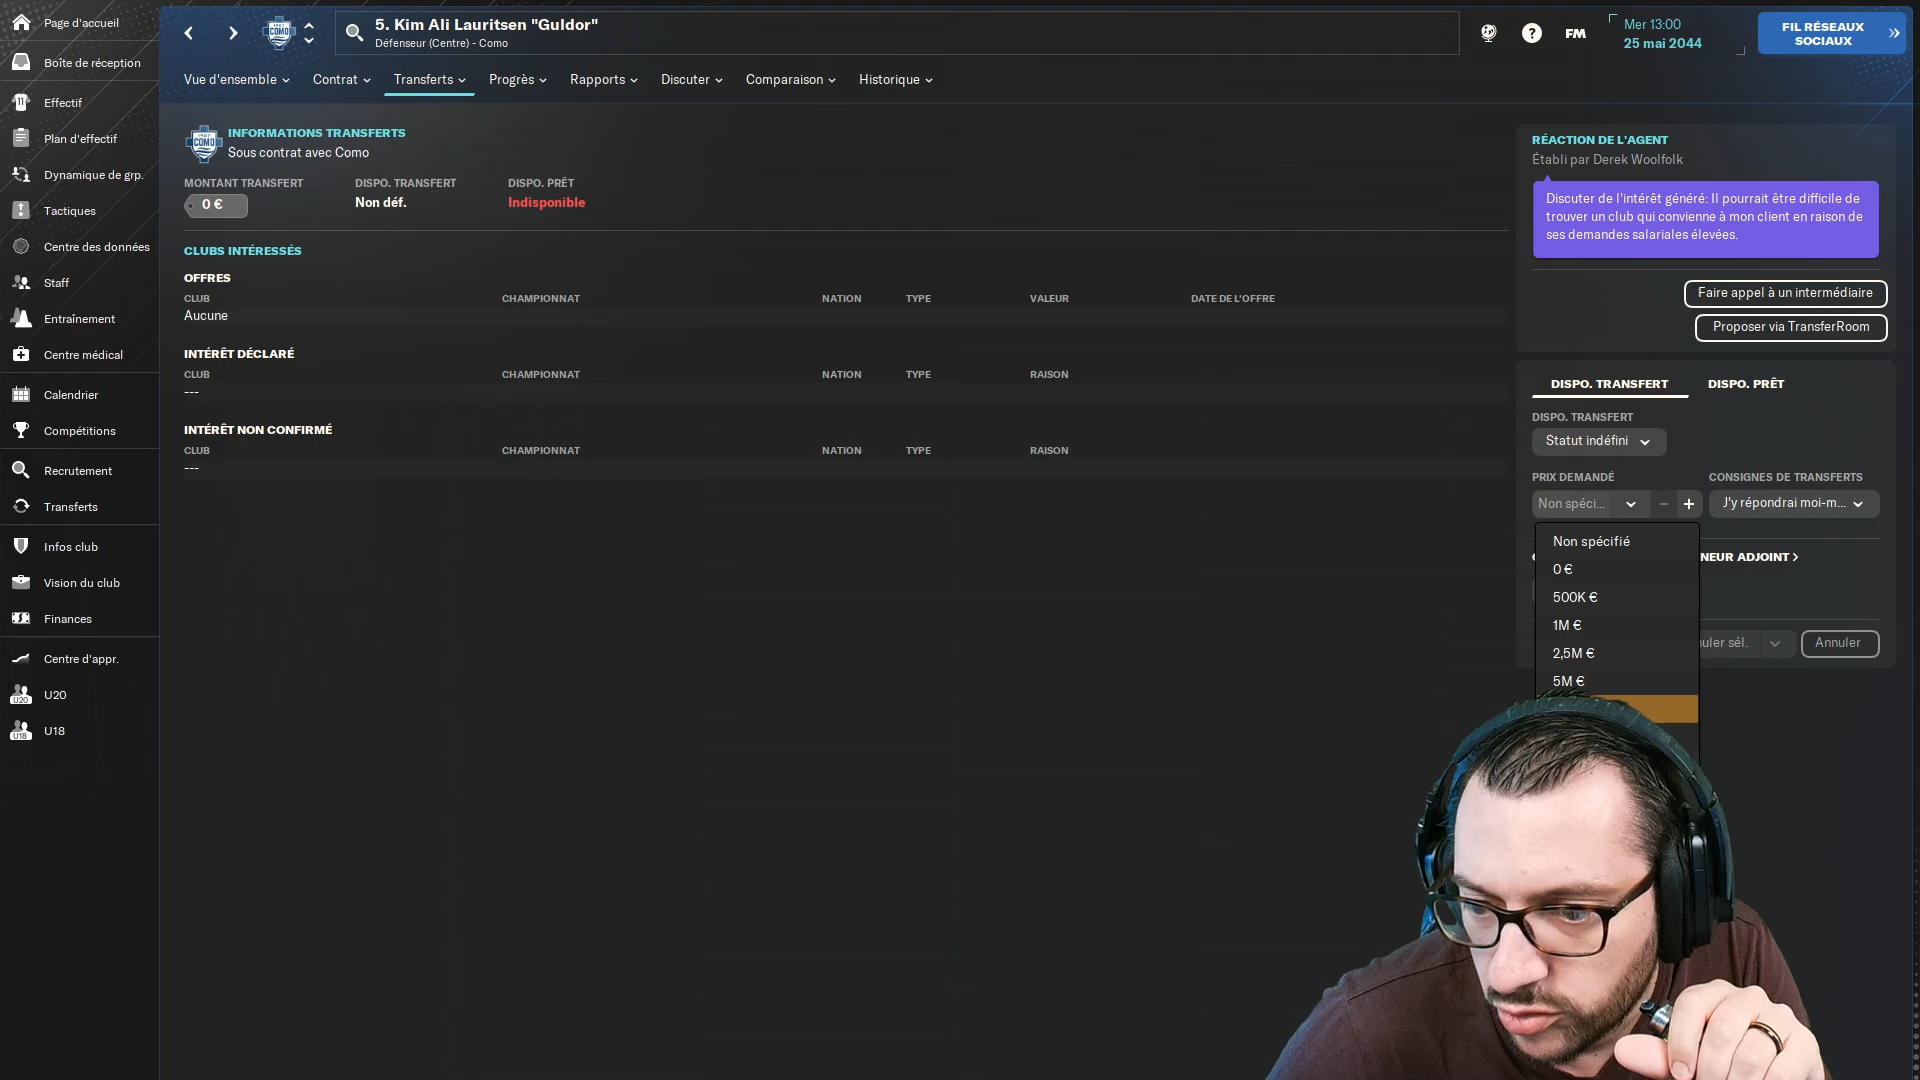 Page d'accueil
Boîte de réception
Effectif
Plan d'effectif
Dynamique de grp.
Tactiques
Centre des données
Staff
Entraînement
Centre médical
Calendrier
Compétitions
Recrutement
Transferts
Infos club
Vision du club
Finances
Centre d'appr.
U20
U20
U18
U18
COMO
5. Kim Ali Lauritsen "Guldor"
Défenseur (Centre) - Como
FM
Mer 13:00
25 mai 2044
FIL RÉSEAUX
SOCIAUX
Vue d'ensemble
Contrat
Transferts
Progrès
Rapports
Discuter
Comparaison
Historique
1907
COMO
INFORMATIONS TRANSFERTS
Sous contrat avec Como
MONTANT TRANSFERT DISPO. TRANSFERT DISPO. PRÊT
0 € Non déf. Indisponible
CLUBS INTÉRESSÉS
OFFRES
CLUB CHAMPIONNAT NATION TYPE VALEUR DATE DE L'OFFRE
Aucune
INTÉRÊT DÉCLARÉ
CLUB CHAMPIONNAT NATION TYPE RAISON
---
INTÉRÊT NON CONFIRMÉ
CLUB CHAMPIONNAT NATION TYPE RAISON
---
RÉACTION DE L'AGENT
Établi par Derek Woolfolk
Discuter de l'intérêt généré: Il pourrait être difficile de
trouver un club qui convienne à mon client en raison de
ses demandes salariales élevées.
Faire appel à un intermédiaire
Proposer via TransferRoom
DISPO. TRANSFERT DISPO. PRÊT
DISPO. TRANSFERT
Statut indéfini
PRIX DEMANDÉ CONSIGNES DE TRANSFERTS
Non spéci... J'y répondrai moi-m...
Non spécifié
NEUR ADJOINT
0 €
500K €
1M €
uler sél. Annuler
2,5M €
5M €